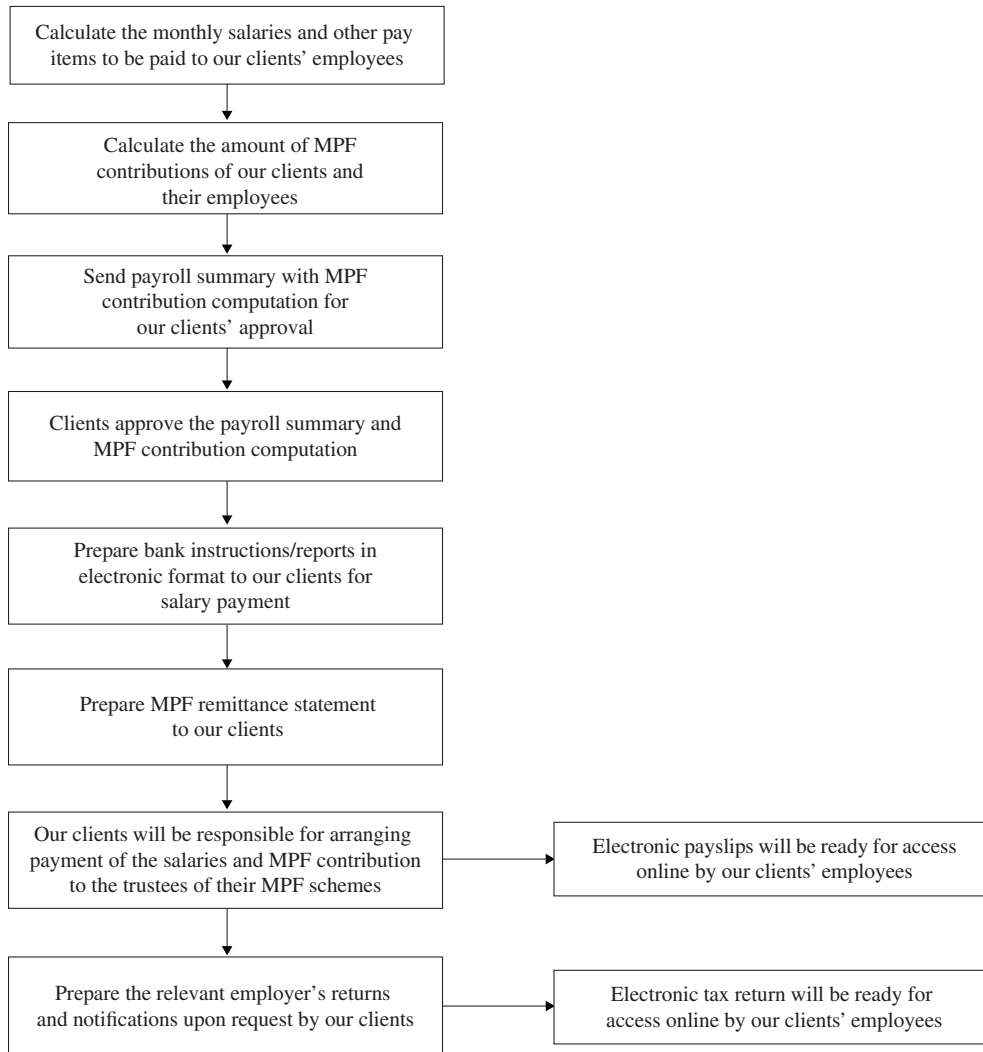 Calculate the monthly salaries and other pay
items to be paid to our clients’ employees
Calculate the amount of MPF
contributions of our clients and
their employees
Send payroll summary with MPF
contribution computation for
our clients’ approval
Clients approve the payroll summary and
MPF contribution computation
Prepare bank instructions/reports in
electronic format to our clients for
salary payment
Prepare MPF remittance statement
to our clients
Our clients will be responsible for arranging
payment of the salaries and MPF contribution
to the trustees of their MPF schemes
Electronic payslips will be ready for access
online by our clients’ employees
Prepare the relevant employer’s returns
and notifications upon request by our clients
Electronic tax return will be ready for
access online by our clients’ employees